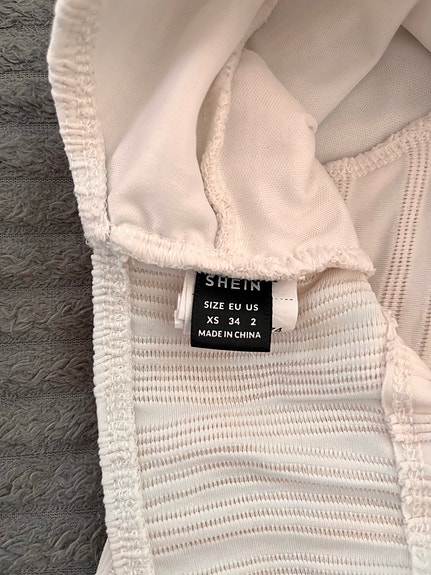 SHEIN
SIZE EU US
XS 34 2
MADE IN CHINA